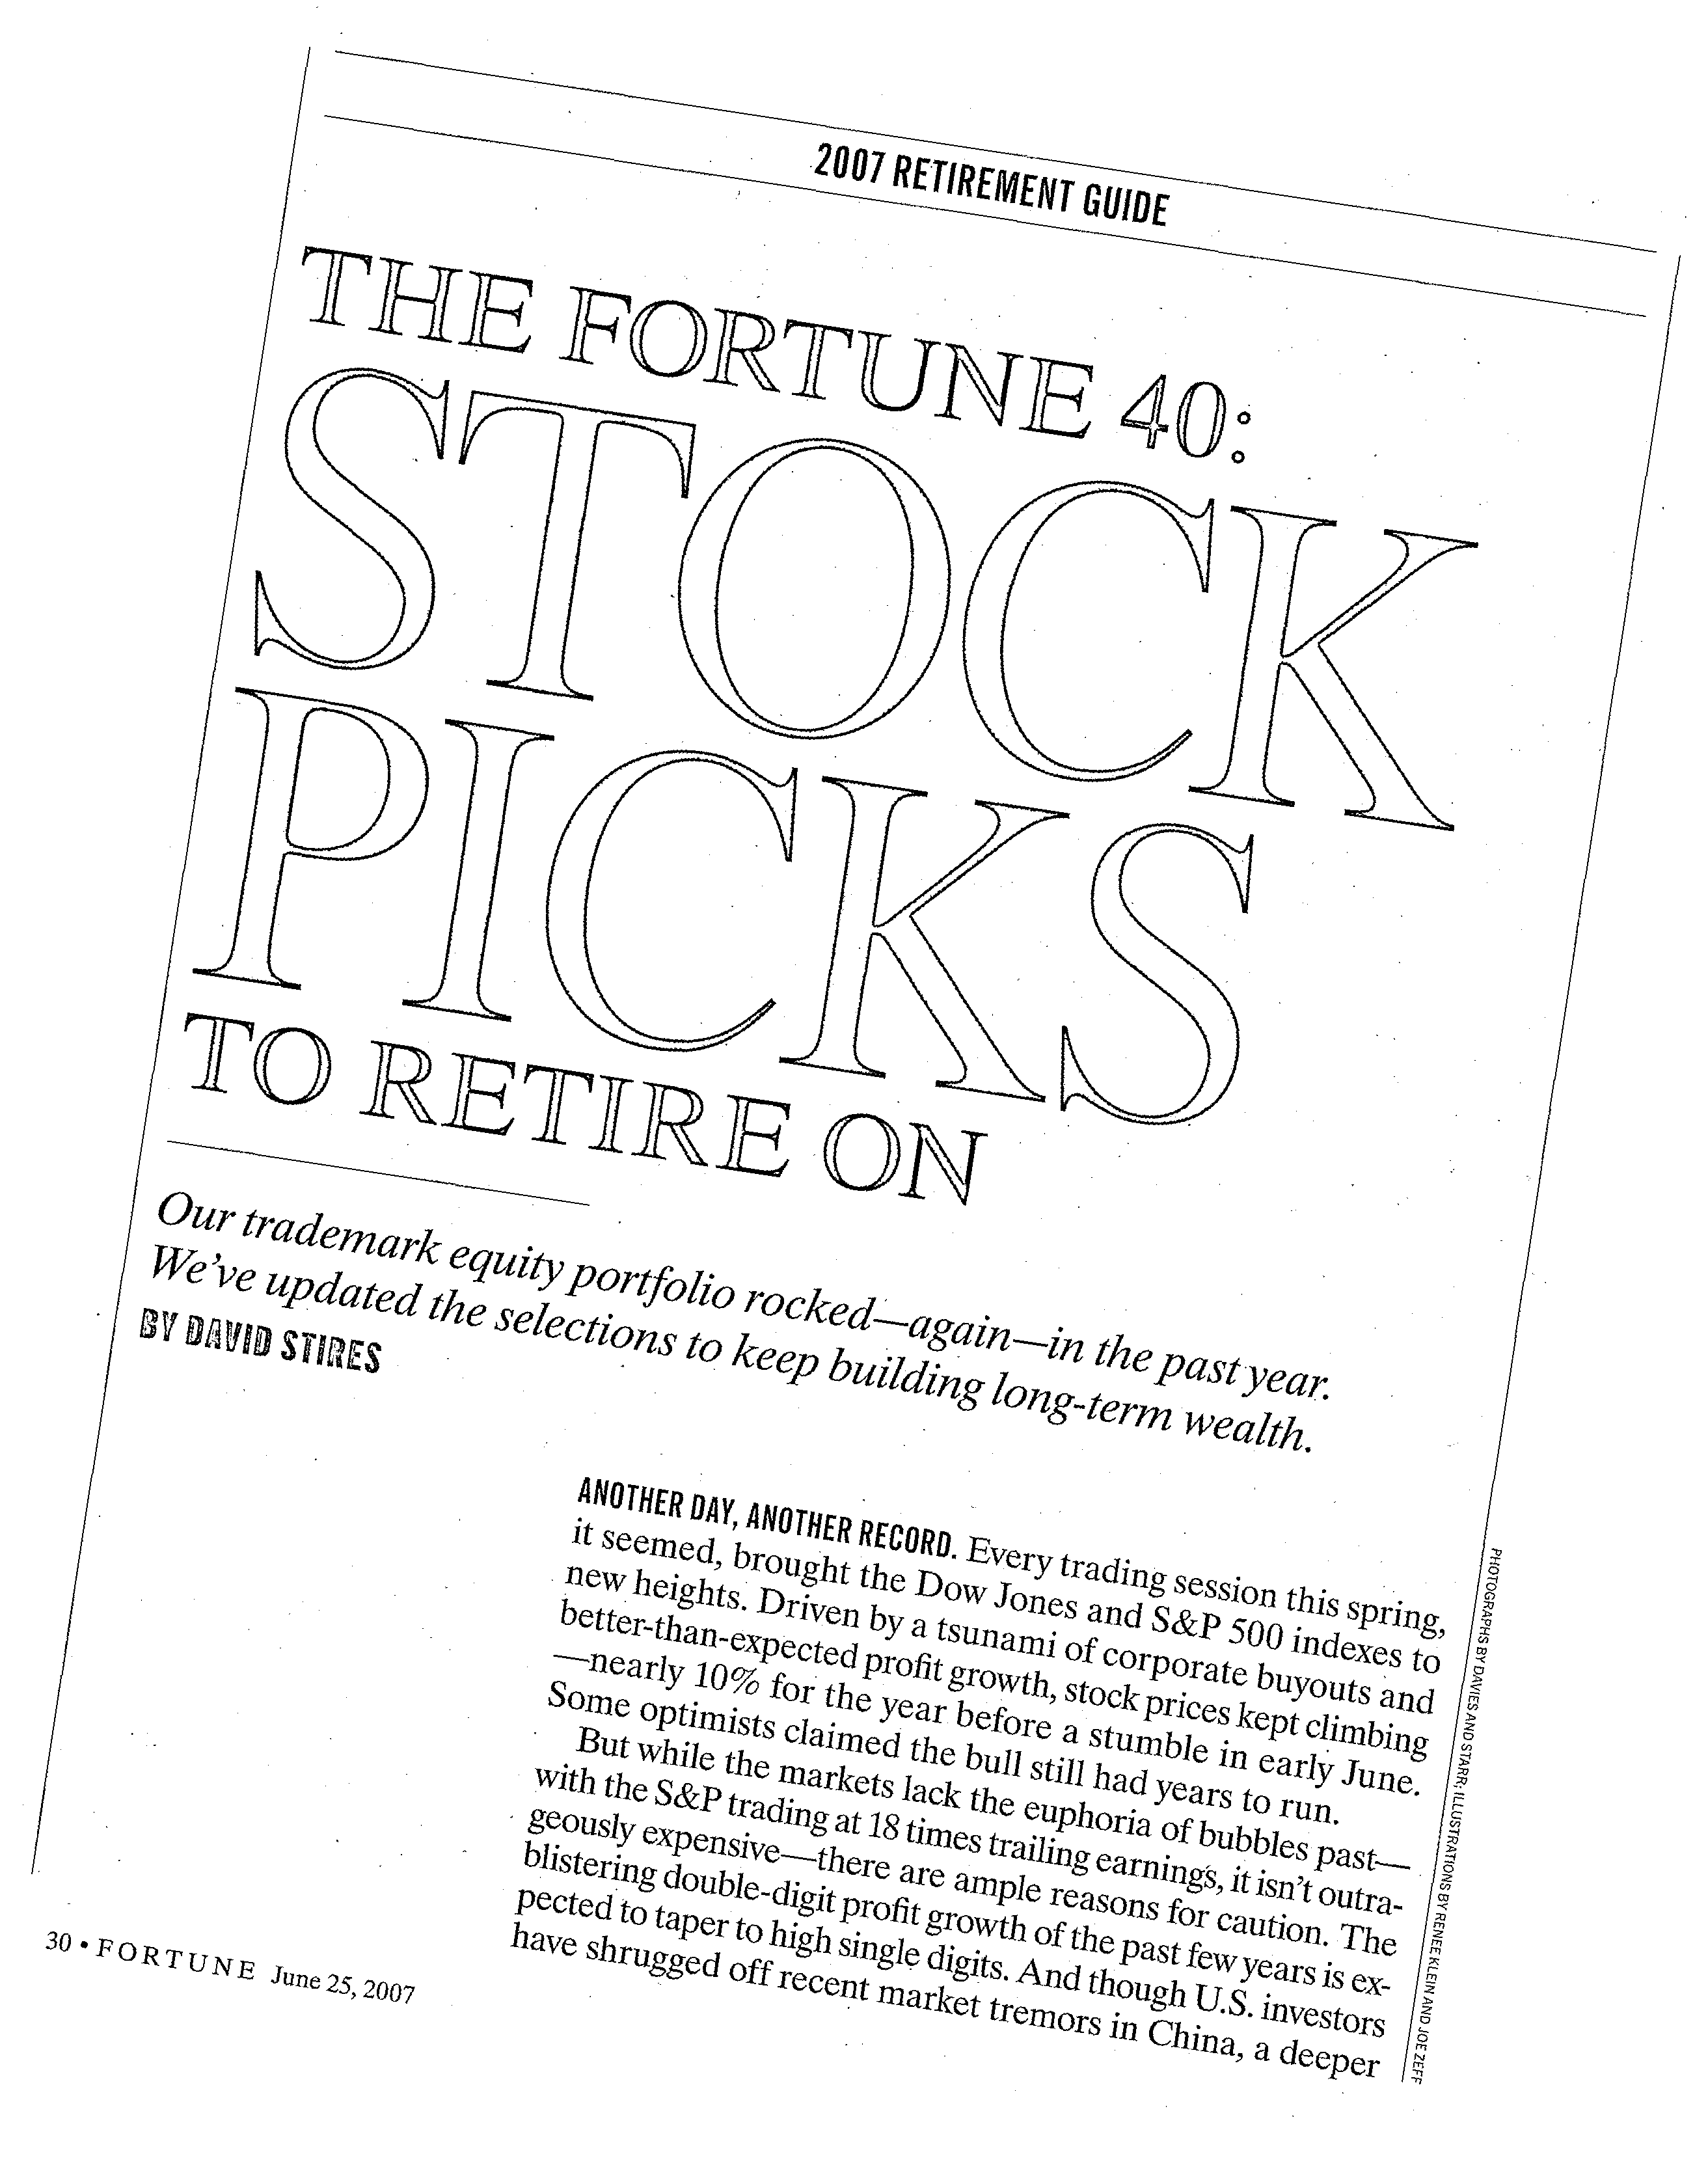 2007 RETIREMENT GUIDE
THE FORTUNE 40:
STOCK
PICKS
TO RETIRE ON
Our trademark equity portfolio rocked—again—in the past year.
We've updated the selections to keep building long-term wealth.
BY DAVID STIRES
ANOTHER DAY, ANOTHER RECORD. Every trading session this spring,
it seemed, brought the Dow Jones and S&P 500 indexes to
new heights. Driven by a tsunami of corporate buyouts and
better-than-expected profit growth, stock prices kept climbing
—nearly 10% for the year before a stumble in early June.
Some optimists claimed the bull still had years to run.
But while the markets lack the euphoria of bubbles past—
with the S&P trading at 18 times trailing earnings, it isn't outra-
geously expensive—there are ample reasons for caution. The
blistering double-digit profit growth of the past few years is ex-
pected to taper to high single digits. And though U.S. investors
have shrugged off recent market tremors in China, a deeper
PHOTOGRAPHS BY DAVIES AND STARR; ILLUSTRATIONS BY RENEE KLEIN AND JOE ZEFF
30 • FORTUNE June 25, 2007